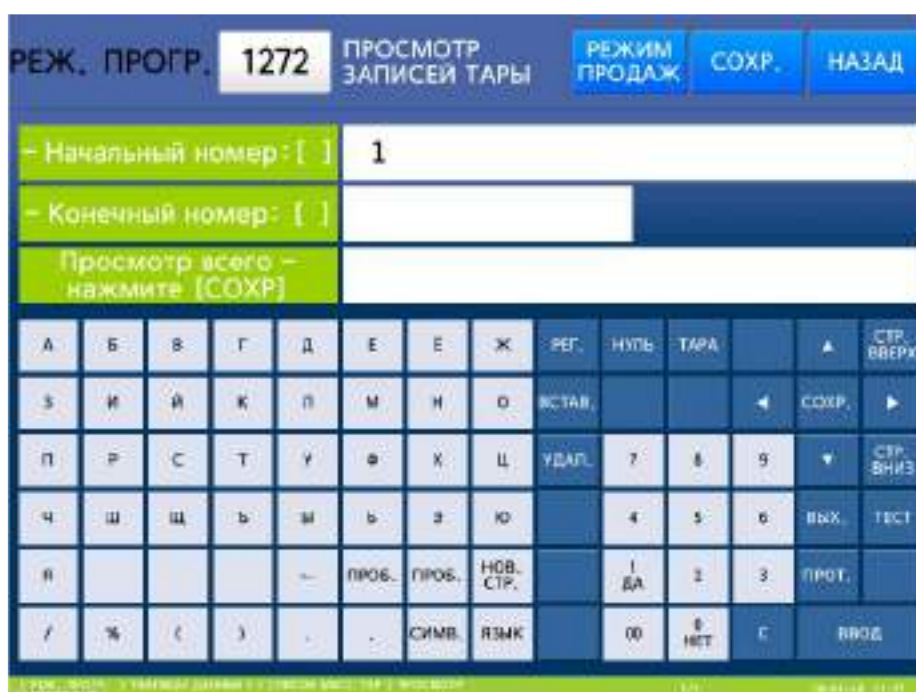 РЕЖ. ПРОГР. 1272 ПРОСМОТР ЗАПИСЕЙ ТАРЫ РЕЖИМ ПРОДАЖ СОХР. НАЗАД
- Начальный номер:[ ] 1
- Конечный номер: [ ]
Просмотр всего -
нажмите [СОХР]
А Б В Г Д Е Ё Ж РЕГ. НУЛЬ ТАРА ▲ СТР. ВВЕРХ
З И Й К Л М Н О ВСТАВ. ◀ СОХР. ▶
П Р С Т У Ф Х Ц УДАЛ. 7 8 9 ▼ СТР. ВНИЗ
Ч Ш Щ Ъ Ы Ь Э Ю 4 5 6 ВЫХ. ТЕСТ
Я ПРОБ. ПРОБ. НОВ. СТР. 1 ДА 2 3 ПРОТ.
/ % ( ) . СИМВ. ЯЗЫК 00 0 НЕТ С ВВОД